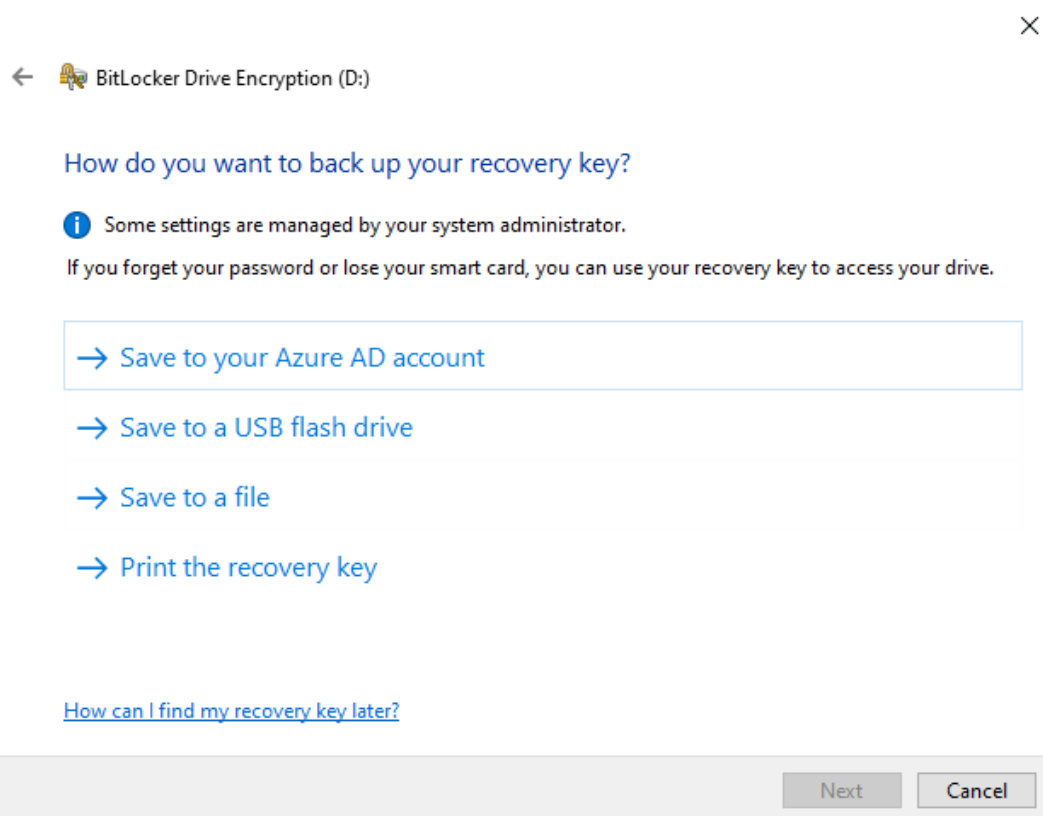 BitLocker Drive Encryption (D:)
How do you want to back up your recovery key?
Some settings are managed by your system administrator.
If you forget your password or lose your smart card, you can use your recovery key to access your drive.
Save to your Azure AD account
Save to a USB flash drive
Save to a file
Print the recovery key
How can I find my recovery key later?
Next
Cancel